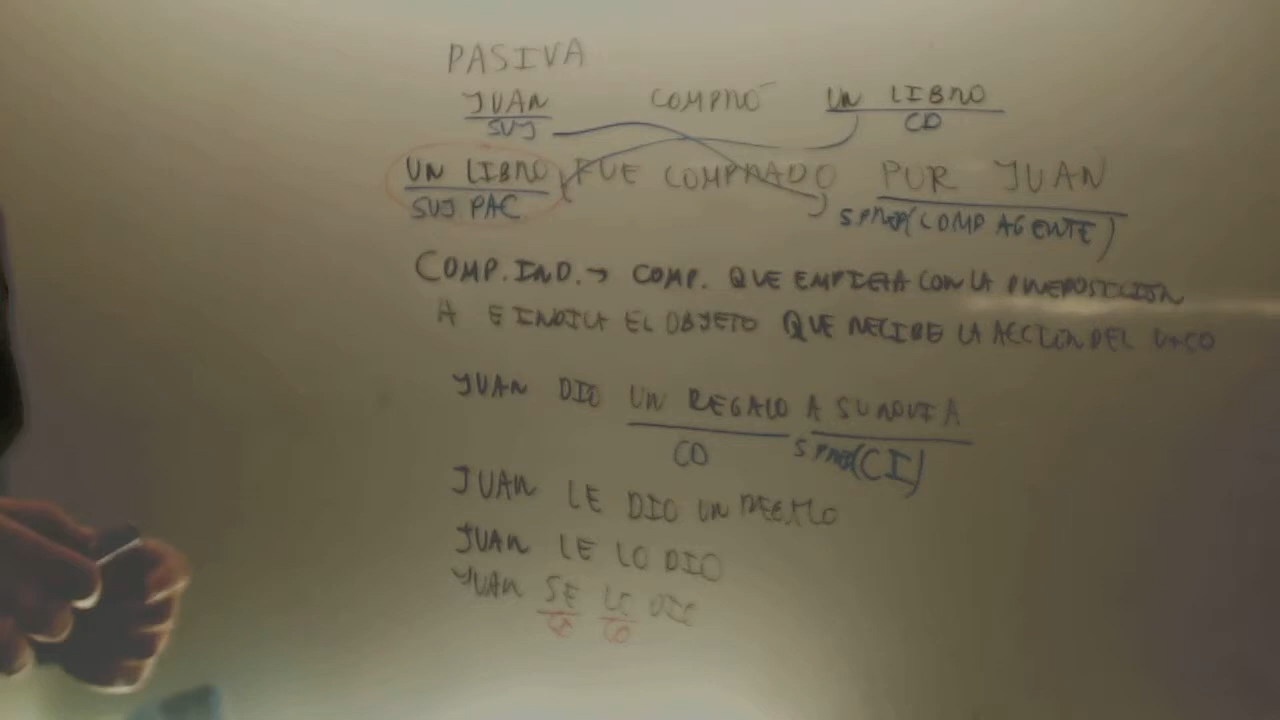 PASIVA
JUAN COMPRÓ UN LIBRO
SUJ CD
UN LIBRO FUE COMPRADO POR JUAN
SUJ PAC SPREP(COMP AGENTE)
COMP. IND. → COMP. QUE EMPIEZA CON LA PREPOSICIÓN
A E INDICA EL OBJETO QUE RECIBE LA ACCIÓN DEL V+CD
JUAN DIO UN REGALO A SU NOVIA
CD SPREP(CI)
JUAN LE DIO UN REGALO
JUAN LE LO DIO
JUAN SE LO DIO
CI CD